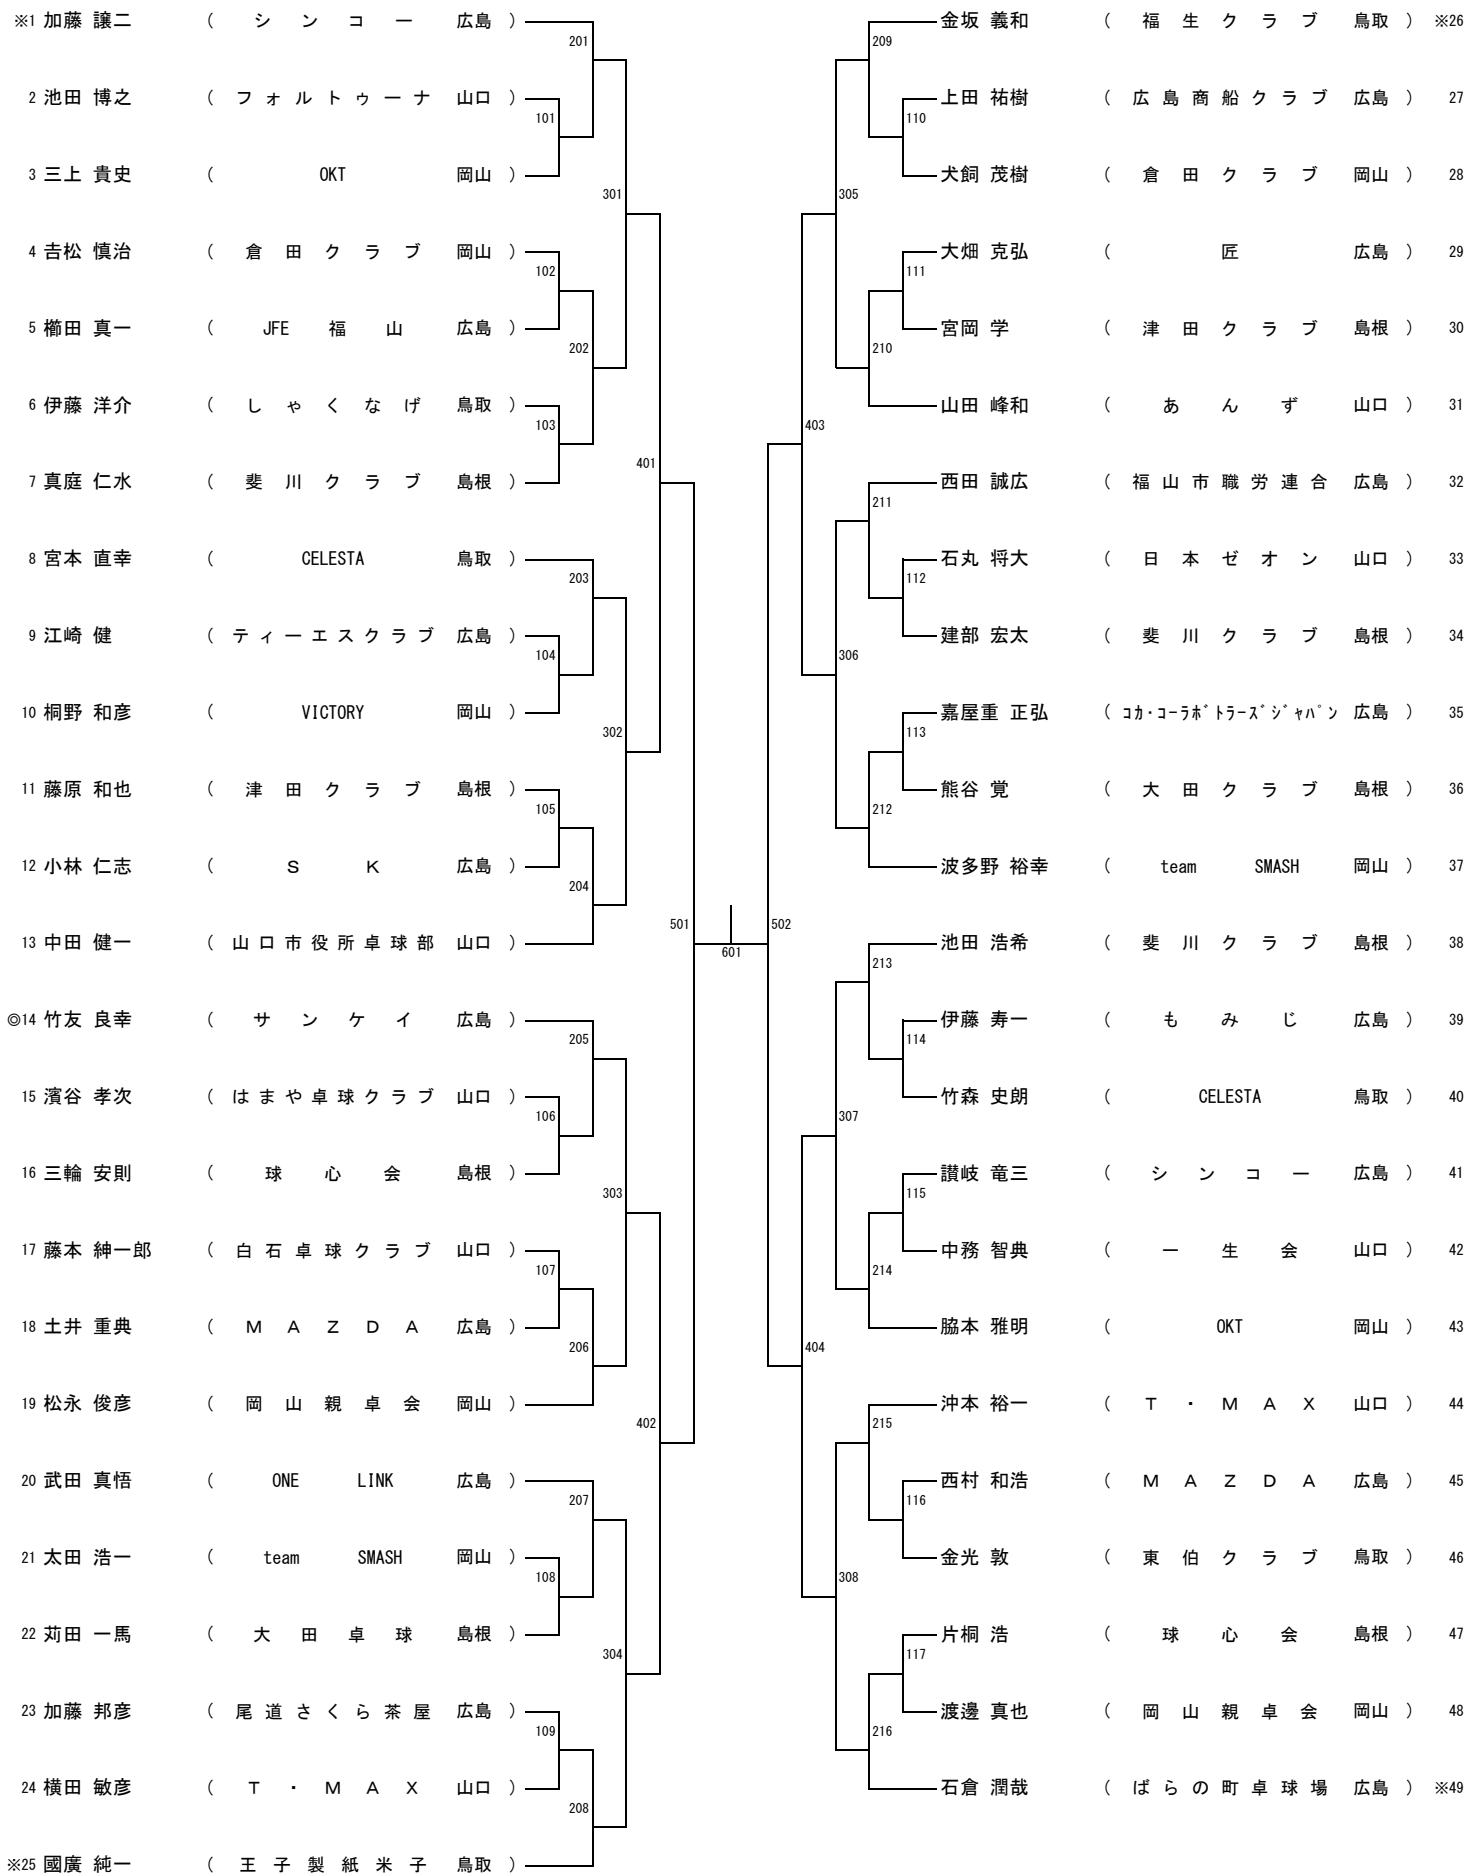 ※1 加藤 譲二 ( シンコー 広島 )
201
2 池田 博之 ( フォルトゥーナ 山口 )
101
3 三上 貴史 ( OKT 岡山 )
301
4 吉松 慎治 ( 倉田クラブ 岡山 )
102
5 櫛田 真一 ( JFE 福山 広島 )
202
6 伊藤 洋介 ( しゃくなげ 鳥取 )
103
401
7 真庭 仁水 ( 斐川クラブ 島根 )
8 宮本 直幸 ( CELESTA 鳥取 )
203
9 江崎 健 ( ティーエスクラブ 広島 )
104
10 桐野 和彦 ( VICTORY 岡山 )
302
11 藤原 和也 ( 津田クラブ 島根 )
105
12 小林 仁志 ( SK 広島 )
204
501
13 中田 健一 ( 山口市役所卓球部 山口 )
◎14 竹友 良幸 ( サンケイ 広島 )
205
15 濱谷 孝次 ( はまや卓球クラブ 山口 )
106
16 三輪 安則 ( 球心会 島根 )
303
17 藤本 紳一郎 ( 白石卓球クラブ 山口 )
107
18 土井 重典 ( MAZDA 広島 )
206
19 松永 俊彦 ( 岡山親卓会 岡山 )
402
20 武田 真悟 ( ONE LINK 広島 )
207
21 太田 浩一 ( team SMASH 岡山 )
108
22 苅田 一馬 ( 大田卓球 島根 )
304
23 加藤 邦彦 ( 尾道さくら茶屋 広島 )
109
24 横田 敏彦 ( T・MAX 山口 )
208
※25 國廣 純一 ( 王子製紙米子 鳥取 )
601
金坂 義和 ( 福生クラブ 鳥取 ) ※26
209
上田 祐樹 ( 広島商船クラブ 広島 ) 27
110
犬飼 茂樹 ( 倉田クラブ 岡山 ) 28
305
大畑 克弘 ( 匠 広島 ) 29
111
宮岡 学 ( 津田クラブ 島根 ) 30
210
山田 峰和 ( あんず 山口 ) 31
403
西田 誠広 ( 福山市職労連合 広島 ) 32
211
石丸 将大 ( 日本ゼオン 山口 ) 33
112
建部 宏太 ( 斐川クラブ 島根 ) 34
306
嘉屋重 正弘 ( コカ・コーラボトラーズジャパン 広島 ) 35
113
熊谷 覚 ( 大田クラブ 島根 ) 36
212
波多野 裕幸 ( team SMASH 岡山 ) 37
502
池田 浩希 ( 斐川クラブ 島根 ) 38
213
伊藤 寿一 ( もみじ 広島 ) 39
114
竹森 史朗 ( CELESTA 鳥取 ) 40
307
讃岐 竜三 ( シンコー 広島 ) 41
115
中務 智典 ( 一生会 山口 ) 42
214
脇本 雅明 ( OKT 岡山 ) 43
404
沖本 裕一 ( T・MAX 山口 ) 44
215
西村 和浩 ( MAZDA 広島 ) 45
116
金光 敦 ( 東伯クラブ 鳥取 ) 46
308
片桐 浩 ( 球心会 島根 ) 47
117
渡邊 真也 ( 岡山親卓会 岡山 ) 48
216
石倉 潤哉 ( ばらの町卓球場 広島 ) ※49